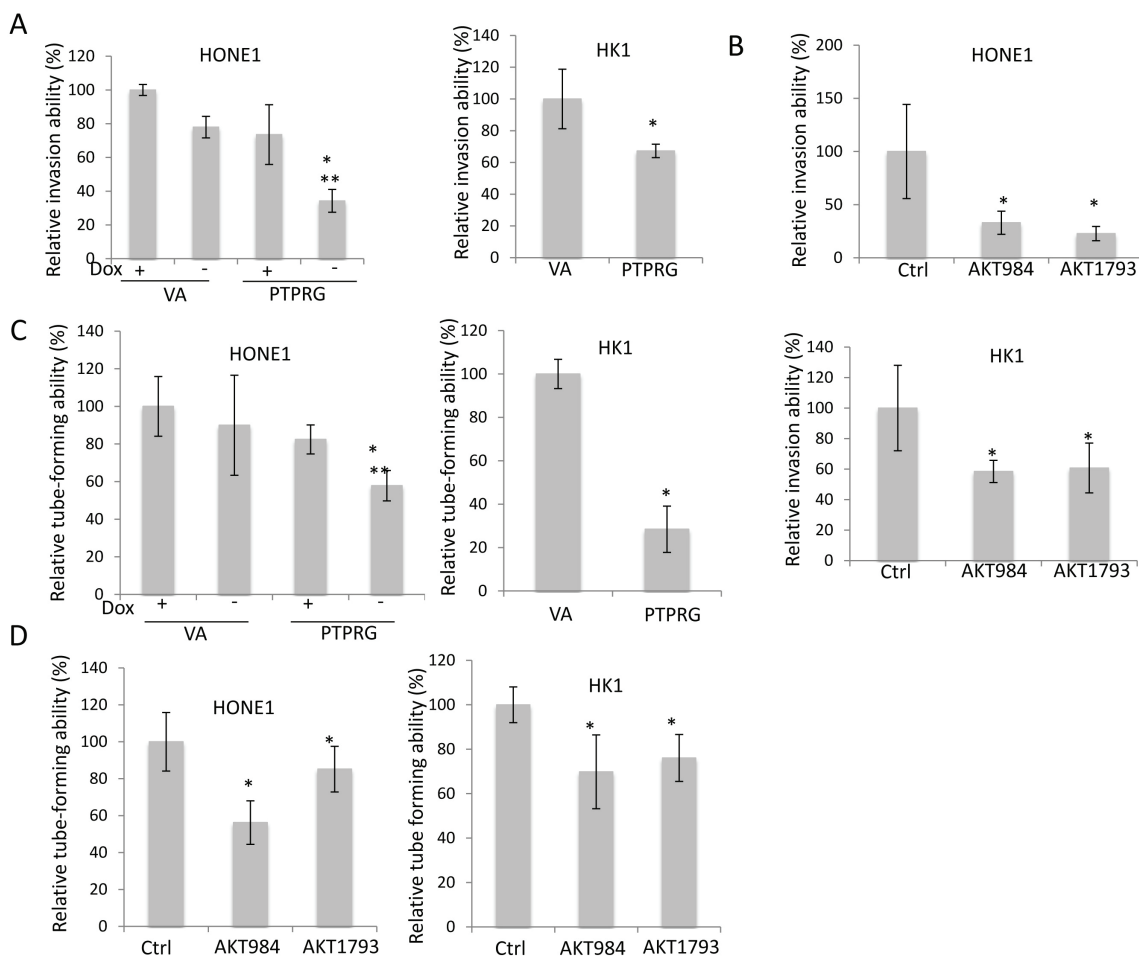 A
Relative invasion ability (%)
HONE1
120
100
80
60
40
20
0
*
**
Dox + - + -
VA PTPRG
Relative invasion ability (%)
HK1
140
120
100
80
60
40
20
0
*
VA PTPRG
B
Relative invasion ability (%)
HONE1
200
150
100
50
0
* *
Ctrl AKT984 AKT1793
Relative invasion ability (%)
HK1
140
120
100
80
60
40
20
0
* *
Ctrl AKT984 AKT1793
C
Relative tube-forming ability (%)
HONE1
140
120
100
80
60
40
20
0
*
**
Dox + - + -
VA PTPRG
Relative tube-forming ability (%)
HK1
120
100
80
60
40
20
0
*
VA PTPRG
D
Relative tube-forming ability (%)
HONE1
140
120
100
80
60
40
20
0
* *
Ctrl AKT984 AKT1793
Relative tube forming ability (%)
HK1
120
100
80
60
40
20
0
* *
Ctrl AKT984 AKT1793